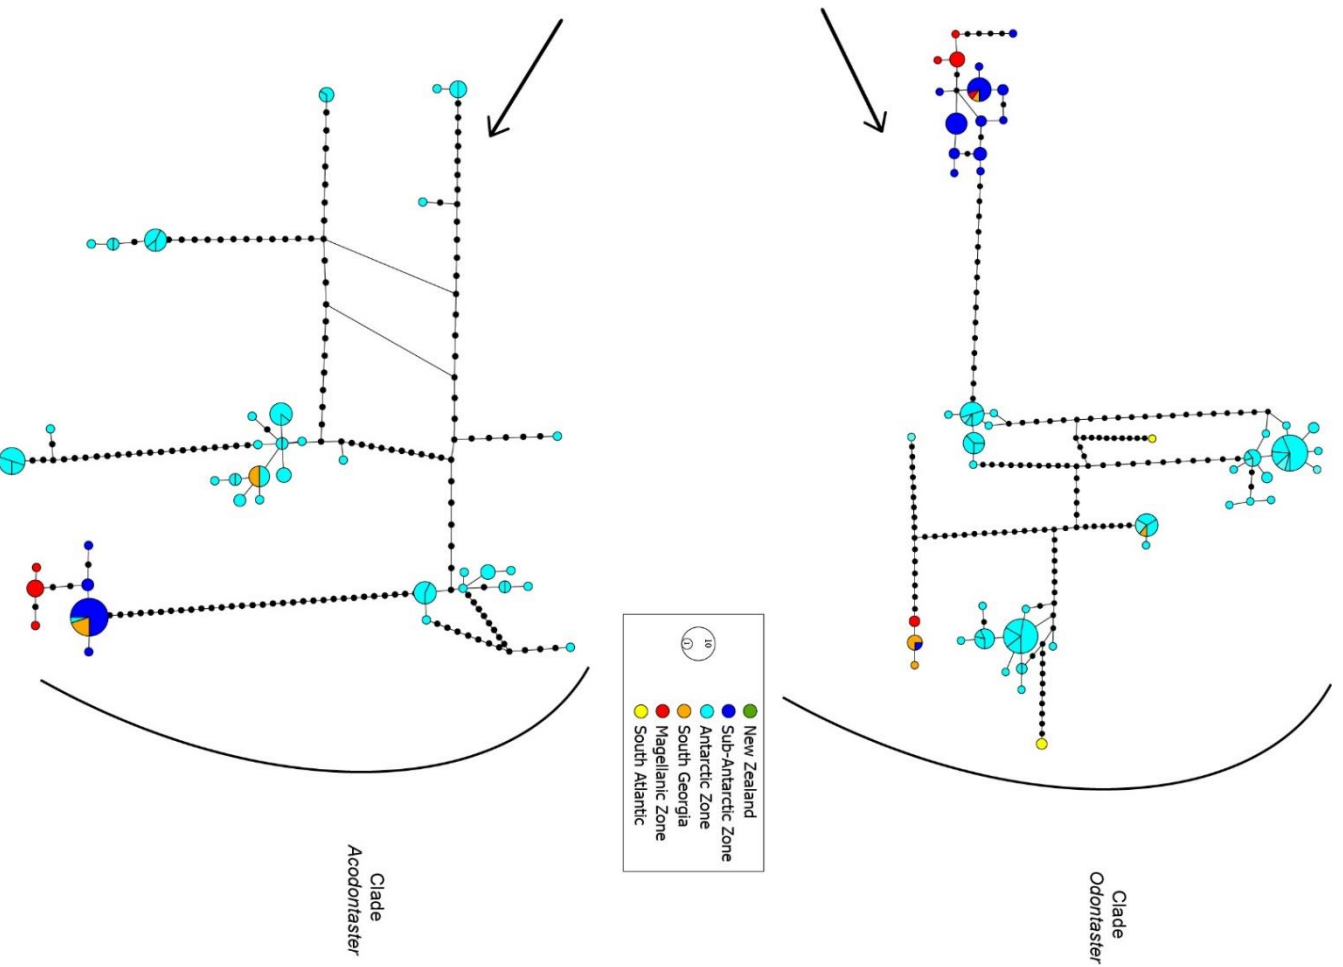 10
1
New Zealand
Sub-Antarctic Zone
Antarctic Zone
South Georgia
Magellanic Zone
South Atlantic
Clade
Odontaster
Clade
Acodontaster